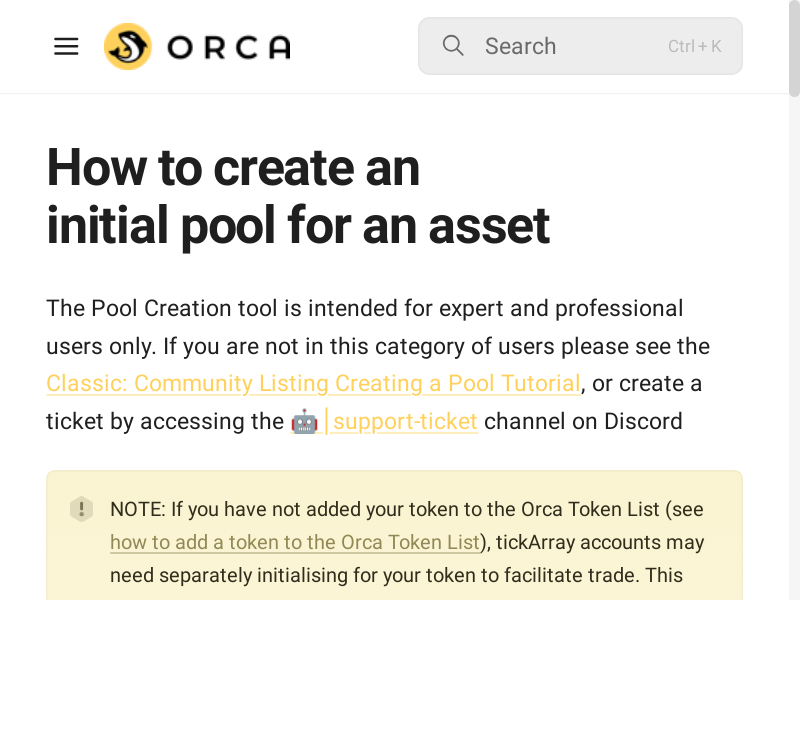 ORCA
Search
Ctrl + K
How to create an
initial pool for an asset
The Pool Creation tool is intended for expert and professional
users only. If you are not in this category of users please see the
Classic: Community Listing Creating a Pool Tutorial, or create a
ticket by accessing the 🤖│support-ticket channel on Discord
NOTE: If you have not added your token to the Orca Token List (see
how to add a token to the Orca Token List), tickArray accounts may
need separately initialising for your token to facilitate trade. This